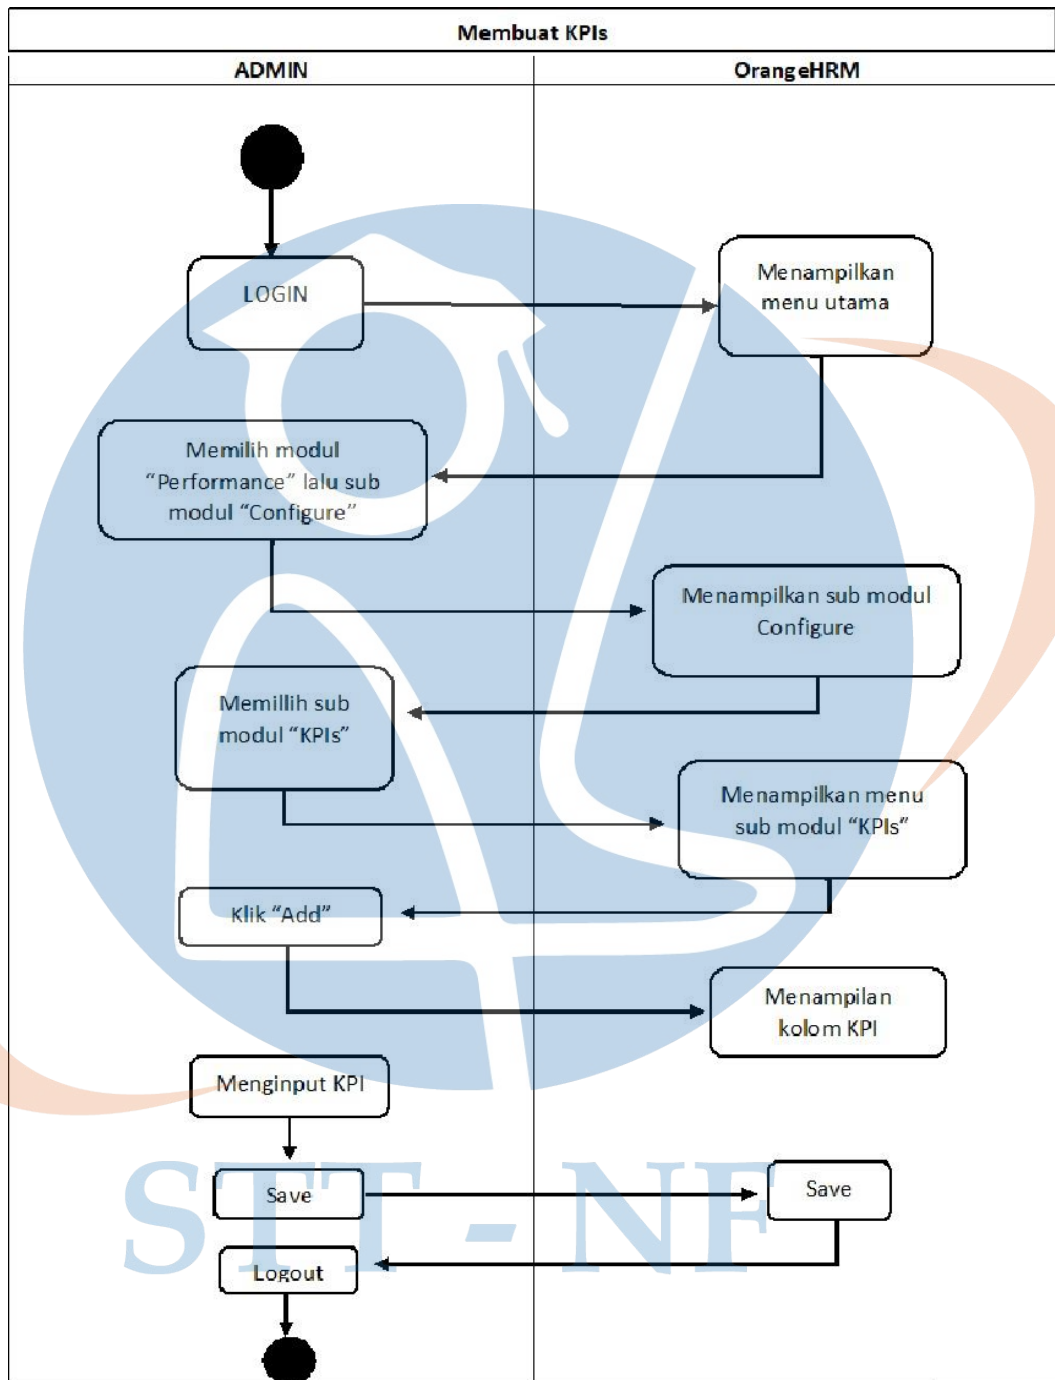 Membuat KPIs
ADMIN
OrangeHRM
LOGIN
Menampilkan
menu utama
Memilih modul
“Performance” lalu sub
modul “Configure”
Menampilkan sub modul
Configure
Memillih sub
modul “KPIs”
Menampilkan menu
sub modul “KPIs”
Klik “Add”
Menampilan
kolom KPI
Menginput KPI
Save
Save
Logout
STT - NF